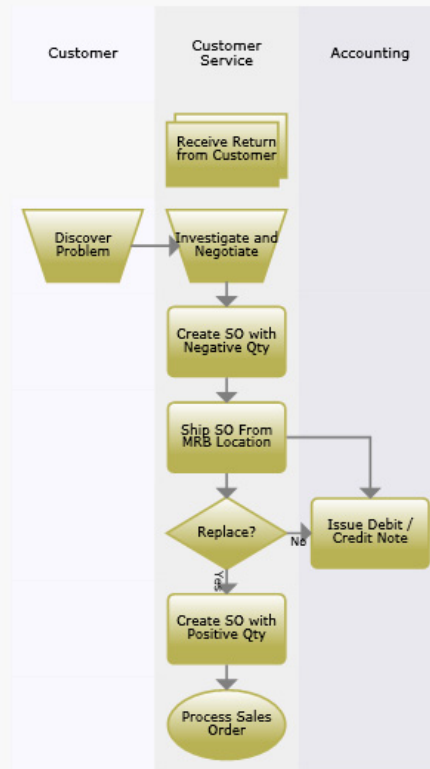 Customer
Customer
Service
Accounting
Receive Return
from Customer
Discover
Problem
Investigate and
Negotiate
Create SO with
Negative Qty
Ship SO From
MRB Location
Replace?
No
Issue Debit /
Credit Note
Yes
Create SO with
Positive Qty
Process Sales
Order